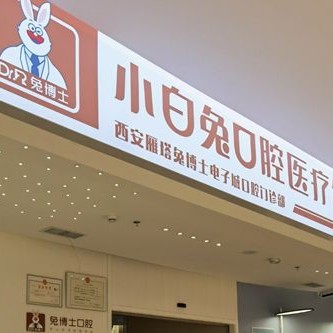 小白兔口腔医疗
西安雁塔兔博士电子城口腔门诊部
Dr.R 兔博士
兔博士口腔